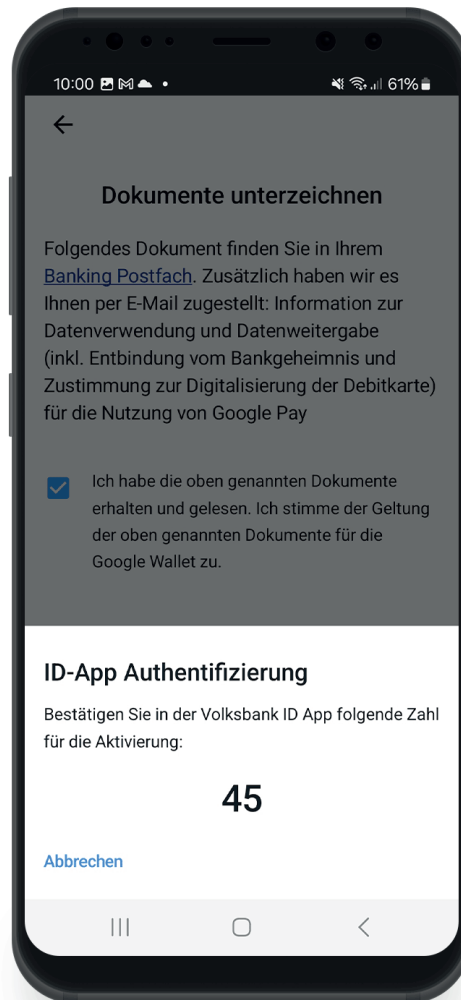 10:00 61%
Dokumente unterzeichnen
Folgendes Dokument finden Sie in Ihrem
Banking Postfach. Zusätzlich haben wir es
Ihnen per E-Mail zugestellt: Information zur
Datenverwendung und Datenweitergabe
(inkl. Entbindung vom Bankgeheimnis und
Zustimmung zur Digitalisierung der Debitkarte)
für die Nutzung von Google Pay
Ich habe die oben genannten Dokumente
erhalten und gelesen. Ich stimme der Geltung
der oben genannten Dokumente für die
Google Wallet zu.
ID-App Authentifizierung
Bestätigen Sie in der Volksbank ID App folgende Zahl
für die Aktivierung:
45
Abbrechen